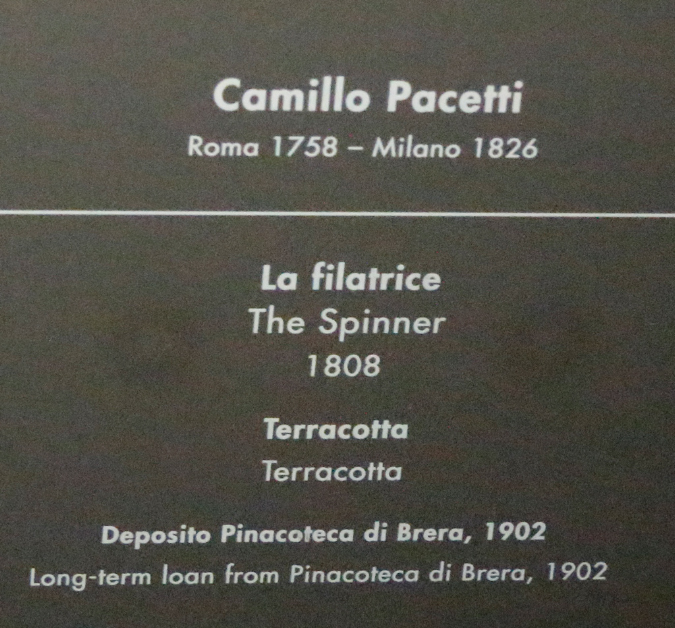 Camillo Pacetti
Roma 1758 – Milano 1826
La filatrice
The Spinner
1808
Terracotta
Terracotta
Deposito Pinacoteca di Brera, 1902
Long-term loan from Pinacoteca di Brera, 1902